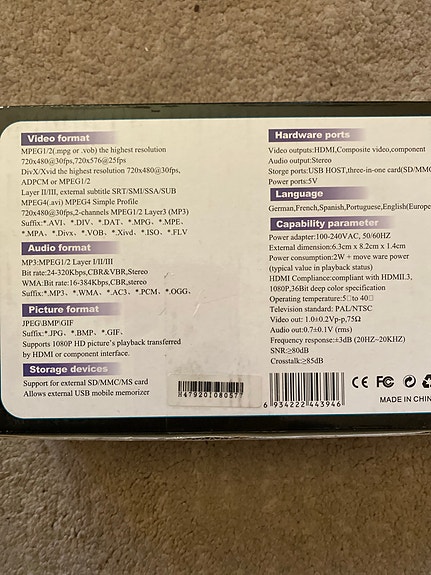 Video format
MPEG1/2(.mpg or .vob) the highest resolution
720x480@30fps,720x576@25fps
DivX/Xvid the highest resolution 720x480@30fps,
ADPCM or MPEG1/2
Layer II/III, external subtitle SRT/SMI/SSA/SUB
MPEG4(.avi) MPEG4 Simple Profile
720x480@30fps,2-channels MPEG1/2 Layer3 (MP3)
Suffix:*.AVI、*.DIV、*.DAT、*.MPG、*.MPE、
*.MPA、*.Divx、*.VOB、*.Xivd、*.ISO、*.FLV
Audio format
MP3:MPEG1/2 Layer I/II/III
Bit rate:24-320Kbps,CBR&VBR,Stereo
WMA:Bit rate:16-384Kbps,CBR,stereo
Suffix:*.MP3、*.WMA、*.AC3、*.PCM、*.OGG、
Picture format
JPEG\BMP\GIF
Suffix:*.JPG、*.BMP、*.GIF、
Supports 1080P HD picture's playback transferred
by HDMI or component interface.
Storage devices
Support for external SD/MMC/MS card
Allows external USB mobile memorizer
H47920I080577
Hardware ports
Video outputs:HDMI,Composite video,component
Audio output:Stereo
Storge ports:USB HOST,three-in-one card(SD/MMC
Power ports:5V
Language
German,French,Spanish,Portuguese,English(Europe
Capability parameter
Power adapter:100-240VAC, 50/60HZ
External dimension:6.3cm x 8.2cm x 1.4cm
Power consumption:2W + move ware power
(typical value in playback status)
HDMI Compliance:compliant with HDMI1.3,
1080P,36Bit deep color specification
Operating temperature:5□to 40□
Television standard: PAL/NTSC
Video out: 1.0±0.2Vp-p,75Ω
Audio out:0.7±0.1V (rms)
Frequency response:±3dB (20HZ~20KHZ)
SNR:≥80dB
Crosstalk:≥85dB
6 934222 443946
CE FC
MADE IN CHIN